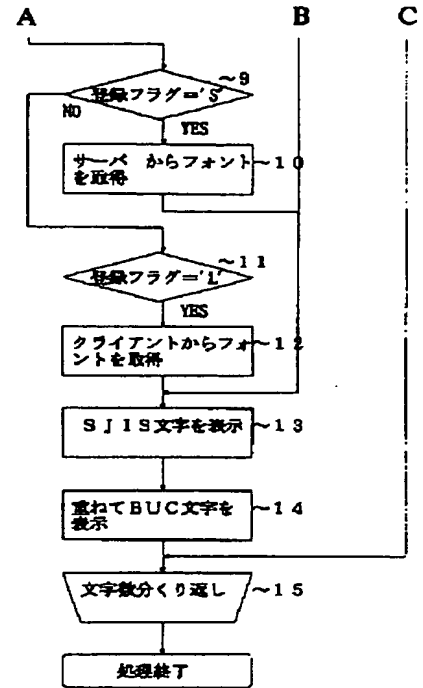 A B C
登録フラグ='S' ~9
NO
YES
サーバ からフォント~10
を取得
登録フラグ='L' ~11
YES
クライアントからフォ~12
ントを取得
SJIS文字を表示 ~13
重ねてBUC文字を ~14
表示
文字数分くり返し ~15
処理終了